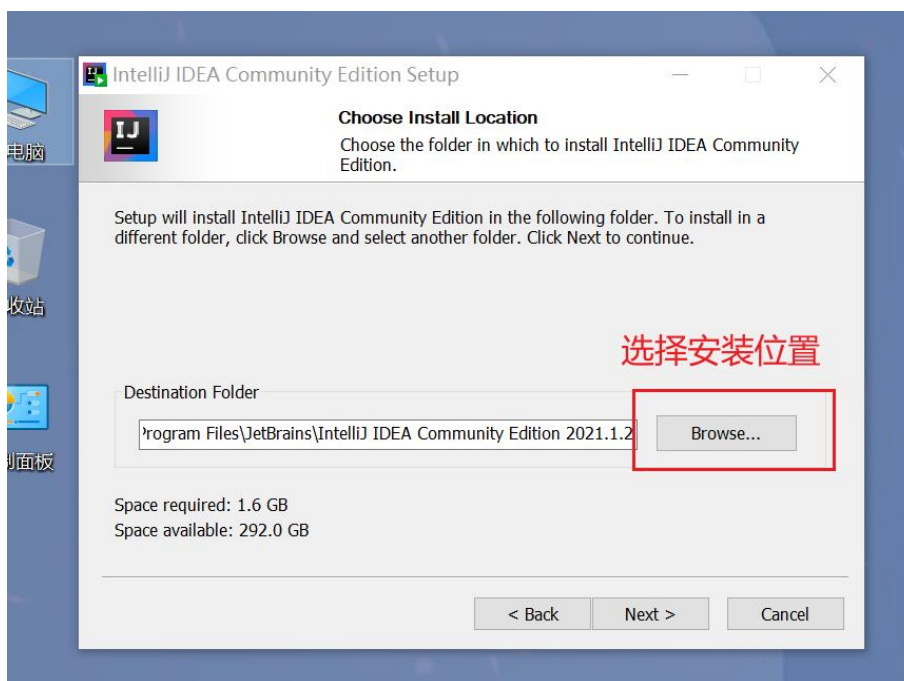 IntelliJ IDEA Community Edition Setup
IJ
Choose Install Location
Choose the folder in which to install IntelliJ IDEA Community
Edition.
电脑
Setup will install IntelliJ IDEA Community Edition in the following folder. To install in a
different folder, click Browse and select another folder. Click Next to continue.
收站
选择安装位置
Destination Folder
Program Files\JetBrains\IntelliJ IDEA Community Edition 2021.1.2
Browse...
面板
Space required: 1.6 GB
Space available: 292.0 GB
< Back
Next >
Cancel